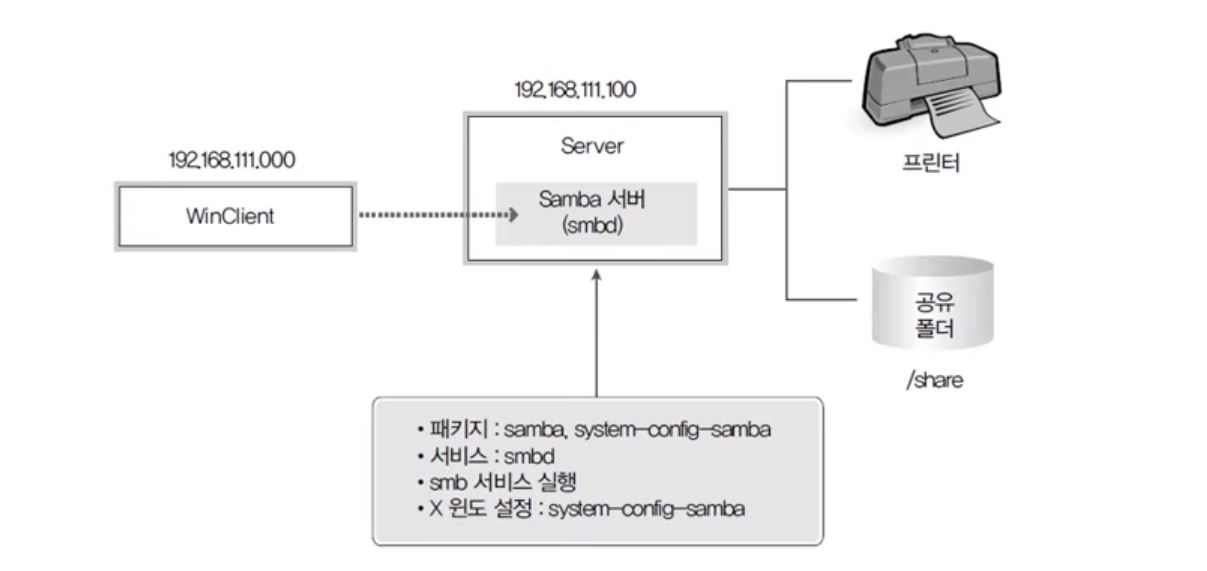 192.168.111.100
Server
192.168.111.000
WinClient
Samba 서버
(smbd)
프린터
공유
폴더
/share
• 패키지 : samba, system-config-samba
• 서비스 : smbd
• smb 서비스 실행
• X 윈도 설정 : system-config-samba